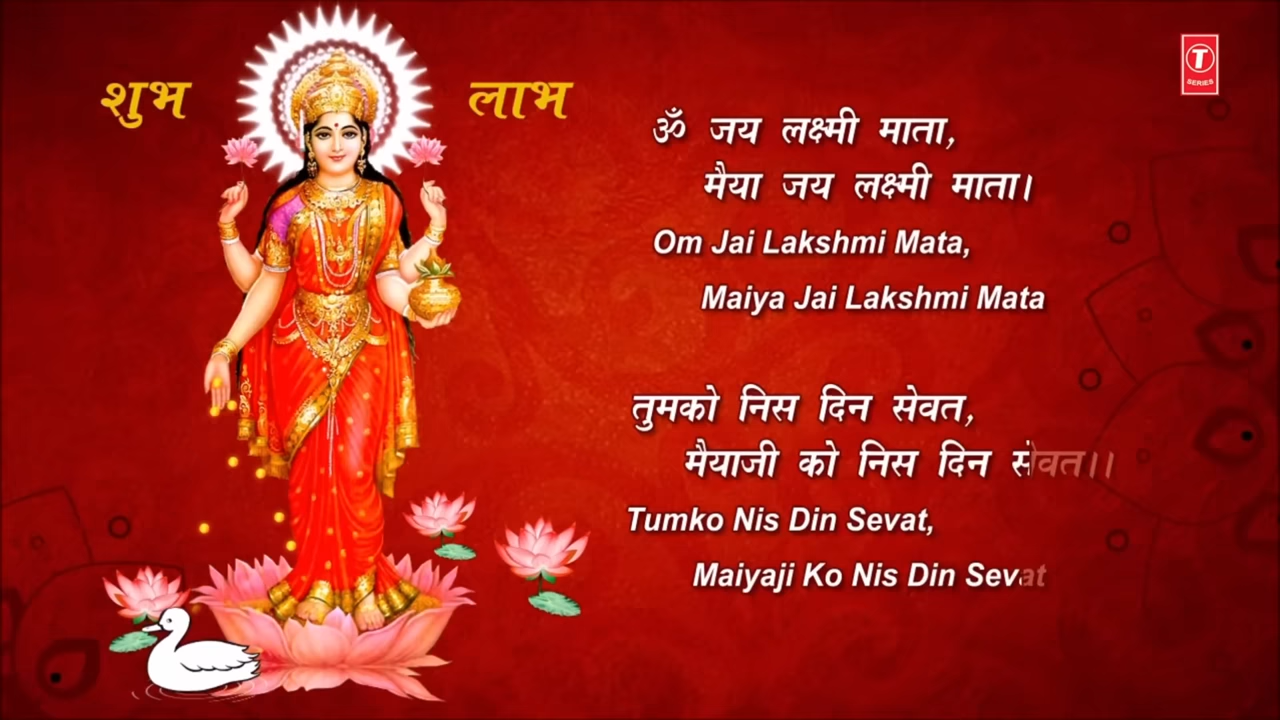 शुभ लाभ
T
SERIES
ॐ जय लक्ष्मी माता,
मैया जय लक्ष्मी माता।
Om Jai Lakshmi Mata,
Maiya Jai Lakshmi Mata
तुमको निस दिन सेवत,
मैयाजी को निस दिन सेवत।।
Tumko Nis Din Sevat,
Maiyaji Ko Nis Din Sevat